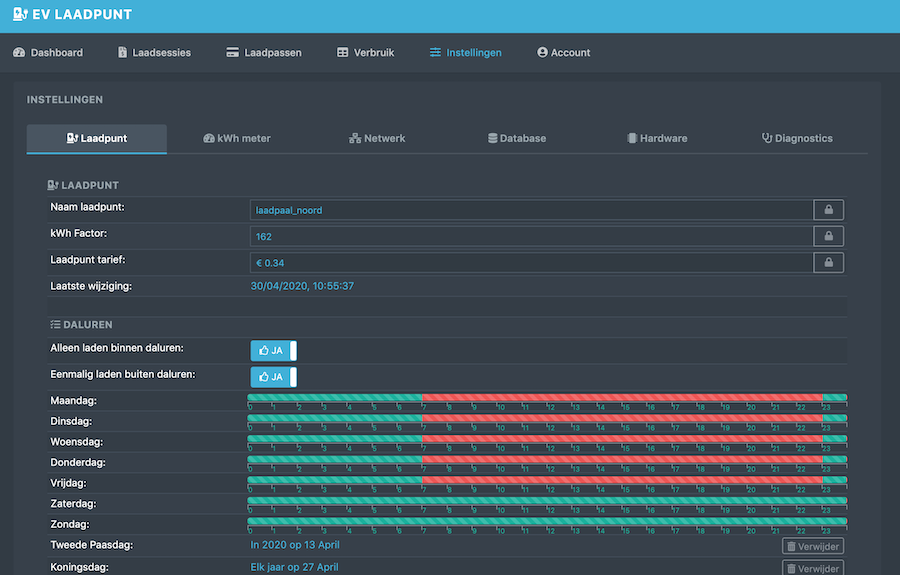 EV LAADPUNT
Dashboard Laadsessies Laadpassen Verbruik Instellingen Account
INSTELLINGEN
Laadpunt kWh meter Netwerk Database Hardware Diagnostics
LAADPUNT
Naam laadpunt: laadpaal_noord
kWh Factor: 162
Laadpunt tarief: € 0.34
Laatste wijziging: 30/04/2020, 10:55:37
DALUREN
Alleen laden binnen daluren: JA
Eenmalig laden buiten daluren: JA
Maandag:
0 1 2 3 4 5 6 7 8 9 10 11 12 13 14 15 16 17 18 19 20 21 22 23
Dinsdag:
0 1 2 3 4 5 6 7 8 9 10 11 12 13 14 15 16 17 18 19 20 21 22 23
Woensdag:
0 1 2 3 4 5 6 7 8 9 10 11 12 13 14 15 16 17 18 19 20 21 22 23
Donderdag:
0 1 2 3 4 5 6 7 8 9 10 11 12 13 14 15 16 17 18 19 20 21 22 23
Vrijdag:
0 1 2 3 4 5 6 7 8 9 10 11 12 13 14 15 16 17 18 19 20 21 22 23
Zaterdag:
0 1 2 3 4 5 6 7 8 9 10 11 12 13 14 15 16 17 18 19 20 21 22 23
Zondag:
0 1 2 3 4 5 6 7 8 9 10 11 12 13 14 15 16 17 18 19 20 21 22 23
Tweede Paasdag: In 2020 op 13 April Verwijder
Koningsdag: Elk jaar op 27 April Verwijder